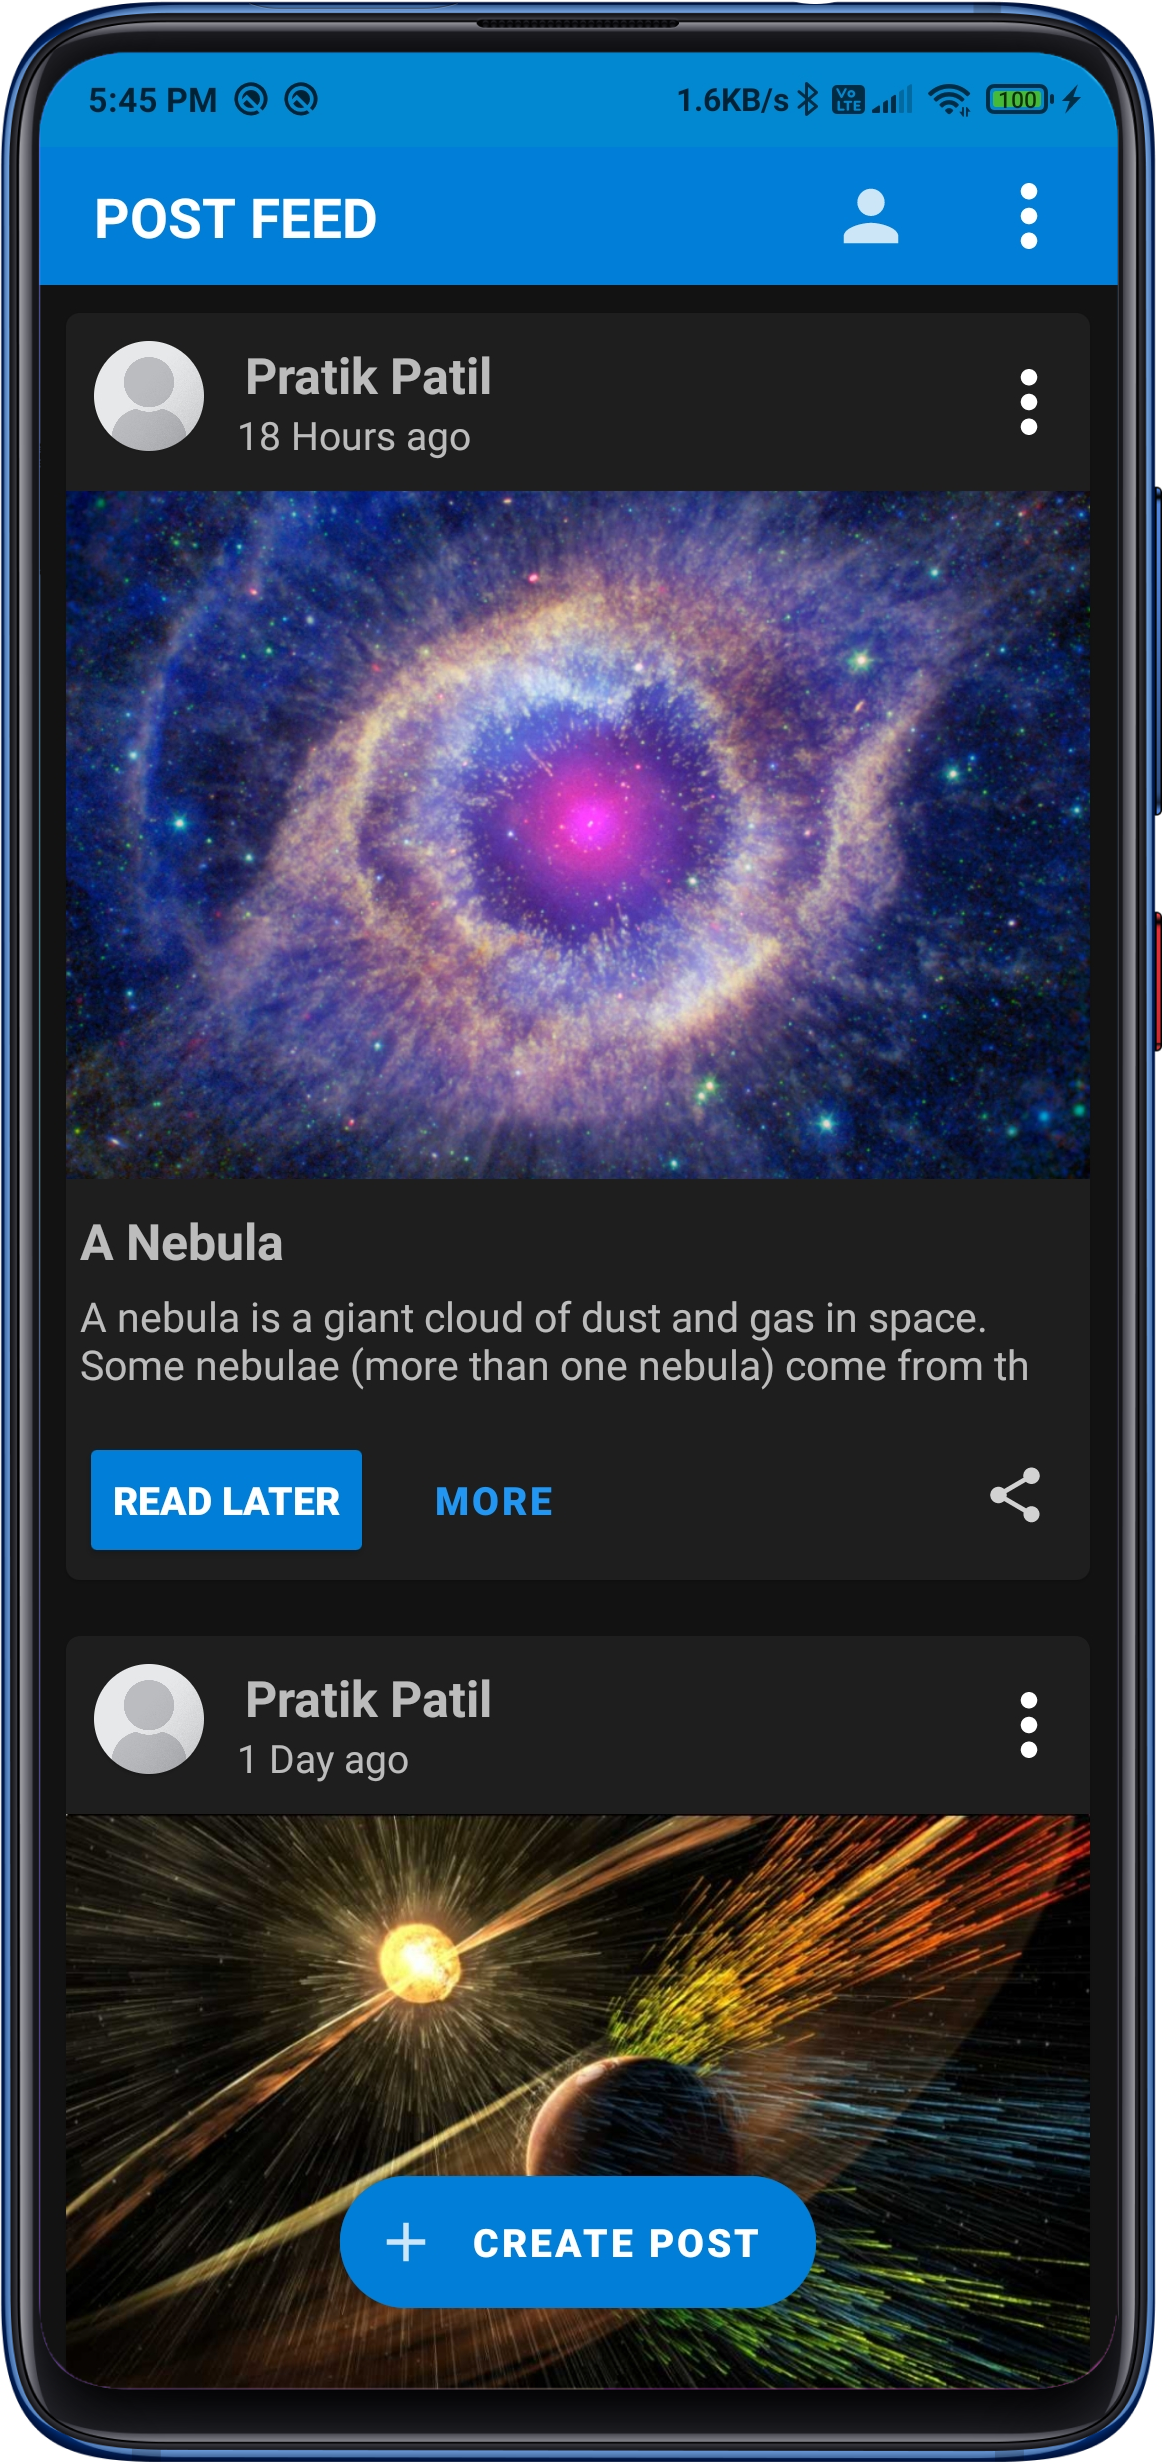 5:45 PM 1.6KB/s Vo LTE 100
POST FEED
Pratik Patil
18 Hours ago
A Nebula
A nebula is a giant cloud of dust and gas in space.
Some nebulae (more than one nebula) come from th
READ LATER MORE
Pratik Patil
1 Day ago
+ CREATE POST